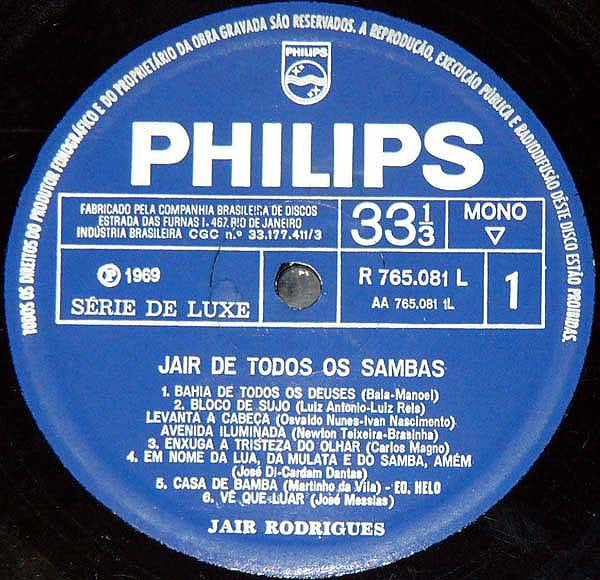 TODOS OS DIREITOS DO PRODUTOR FONOGRÁFICO E DO PROPRIETÁRIO DA OBRA GRAVADA SÃO RESERVADOS. A REPRODUÇÃO, EXECUÇÃO PÚBLICA E RADIODIFUSÃO DÊSTE DISCO ESTÃO PROIBIDAS.
PHILIPS
PHILIPS
FABRICADO PELA COMPANHIA BRASILEIRA DE DISCOS
ESTRADA DAS FURNAS 1.467.RIO DE JANEIRO
INDÚSTRIA BRASILEIRA CGC n.º 33.177.411/3
33 1/3
MONO
℗ 1969
SÉRIE DE LUXE
R 765.081 L
AA 765.081 1L
1
JAIR DE TODOS OS SAMBAS
1. BAHIA DE TODOS OS DEUSES (Bala-Manoel)
2. BLOCO DE SUJO (Luiz Antonio-Luiz Reis)
LEVANTA A CABEÇA (Osvaldo Nunes-Ivan Nascimento)
AVENIDA ILUMINADA (Newton Teixeira-Brasinha)
3. ENXUGA A TRISTEZA DO OLHAR (Carlos Magno)
4. EM NOME DA LUA, DA MULATA E DO SAMBA, AMÉM
(José Di-Cardam Dantas)
5. CASA DE BAMBA (Martinho da Vila) - ED. HELO
6. VÊ QUE LUAR (José Messias)
JAIR RODRIGUES